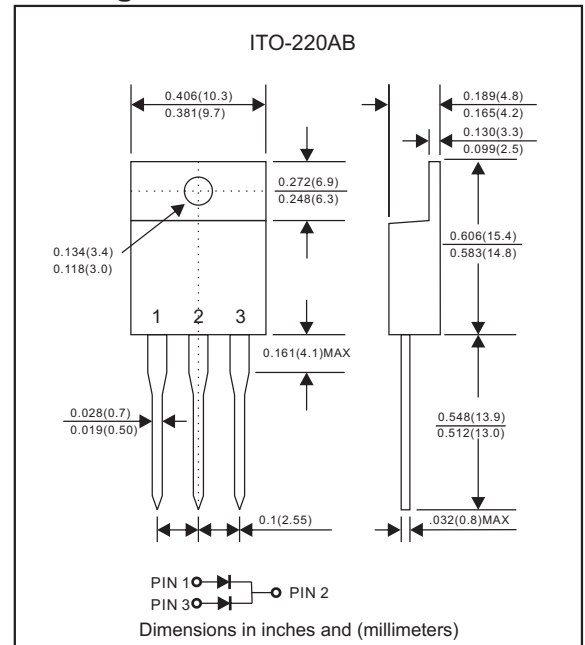 ITO-220AB
0.406(10.3)
0.381(9.7)
0.189(4.8)
0.165(4.2)
0.130(3.3)
0.099(2.5)
0.272(6.9)
0.248(6.3)
0.606(15.4)
0.583(14.8)
0.134(3.4)
0.118(3.0)
1 2 3
0.161(4.1)MAX
0.028(0.7)
0.019(0.50)
0.548(13.9)
0.512(13.0)
0.1(2.55)
.032(0.8)MAX
PIN 1
PIN 2
PIN 3
Dimensions in inches and (millimeters)